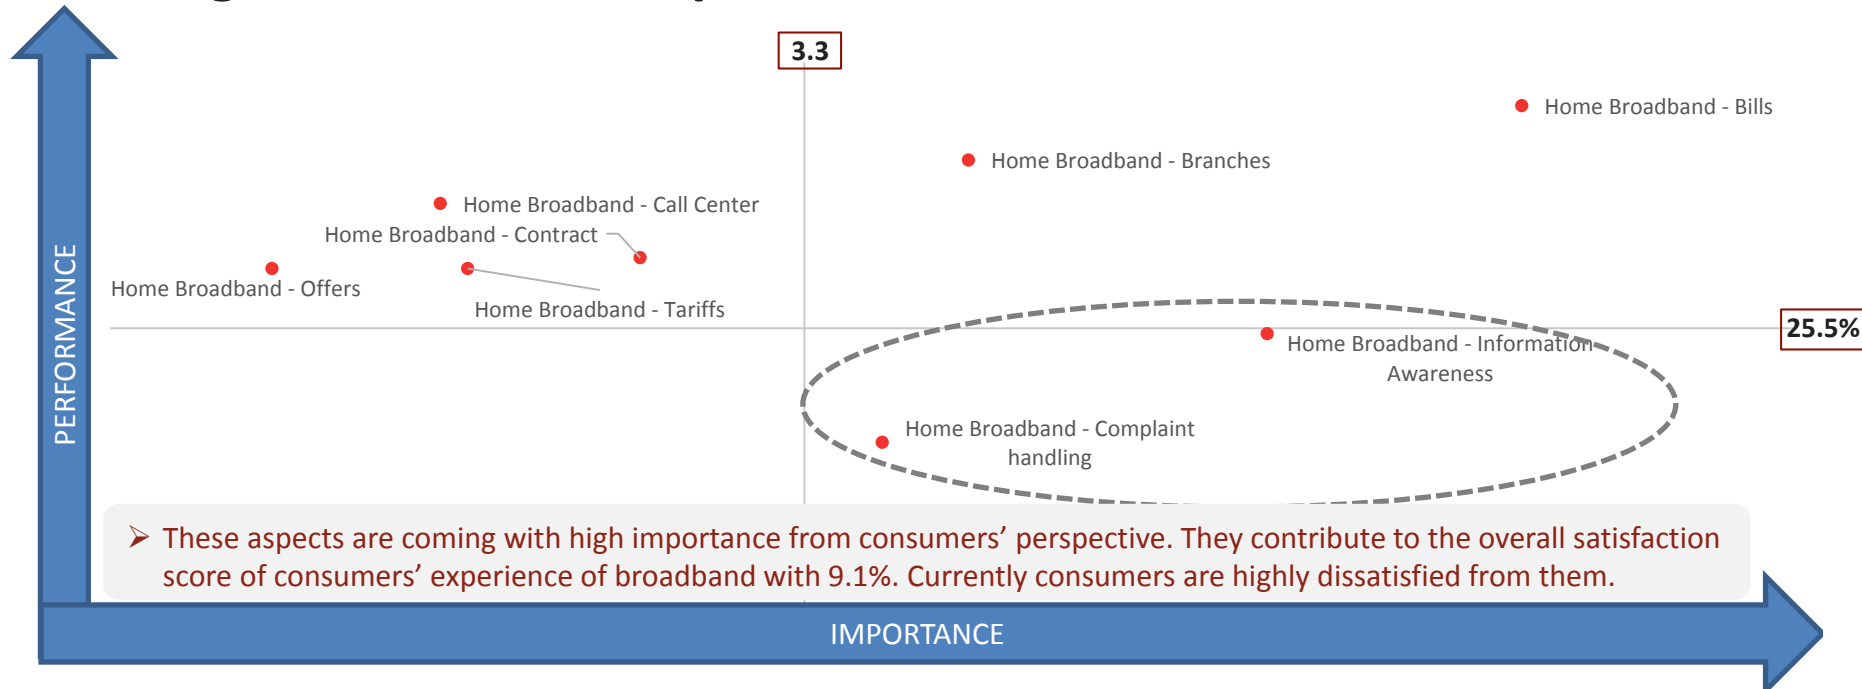 3.3
Home Broadband - Bills
Home Broadband - Branches
Home Broadband - Call Center
Home Broadband - Contract
Home Broadband - Offers
Home Broadband - Tariffs
25.5%
Home Broadband - Information
Awareness
Home Broadband - Complaint
handling
PERFORMANCE
➢ These aspects are coming with high importance from consumers’ perspective. They contribute to the overall satisfaction
score of consumers’ experience of broadband with 9.1%. Currently consumers are highly dissatisfied from them.
IMPORTANCE